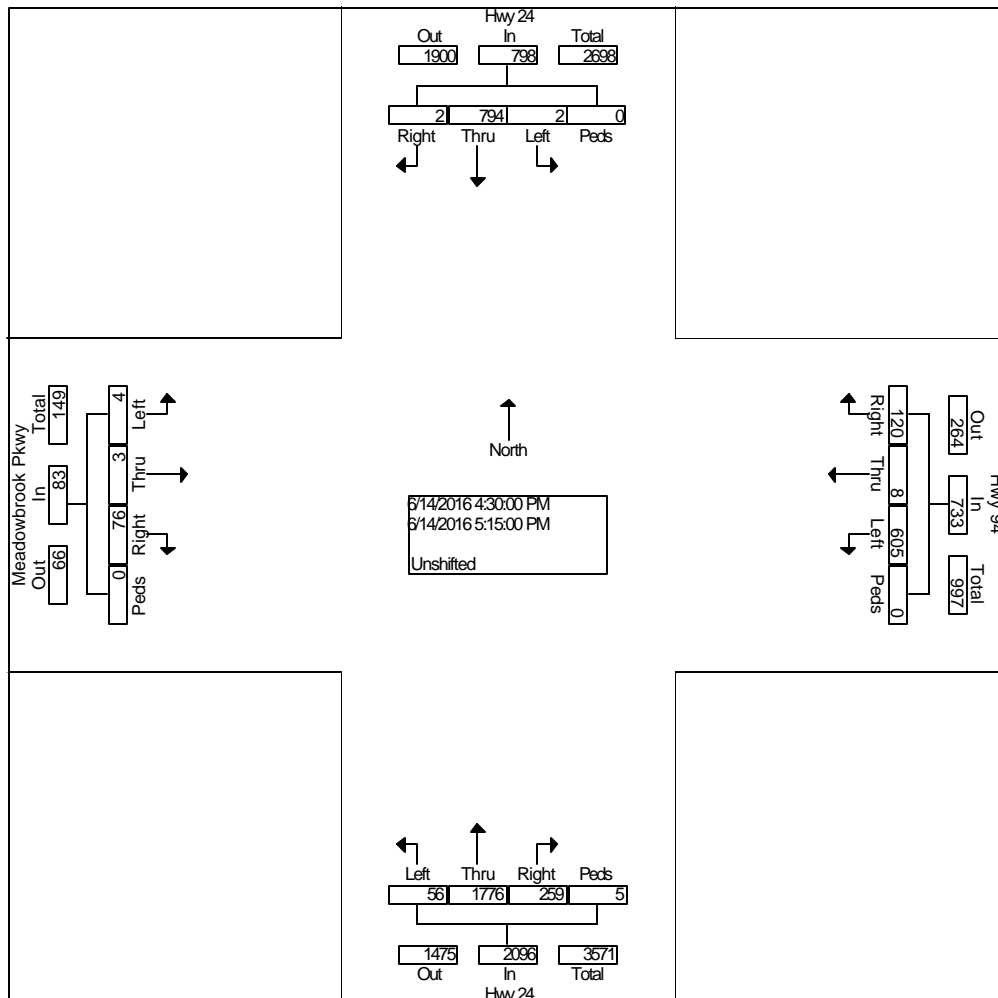 Hwy 24
Out In Total
1900 798 2698
2 794 2 0
Right Thru Left Peds
Meadowbrook Pkwy
Total In Out
149 83 66
4 3 76 0
Left Thru Right Peds
North
6/14/2016 4:30:00 PM
6/14/2016 5:15:00 PM
Unshifted
Right Thru Left Peds
120 8 605 0
264 733 997
Out In Total
Hwy 94
Left Thru Right Peds
56 1776 259 5
1475 2096 3571
Out In Total
Hwy 24